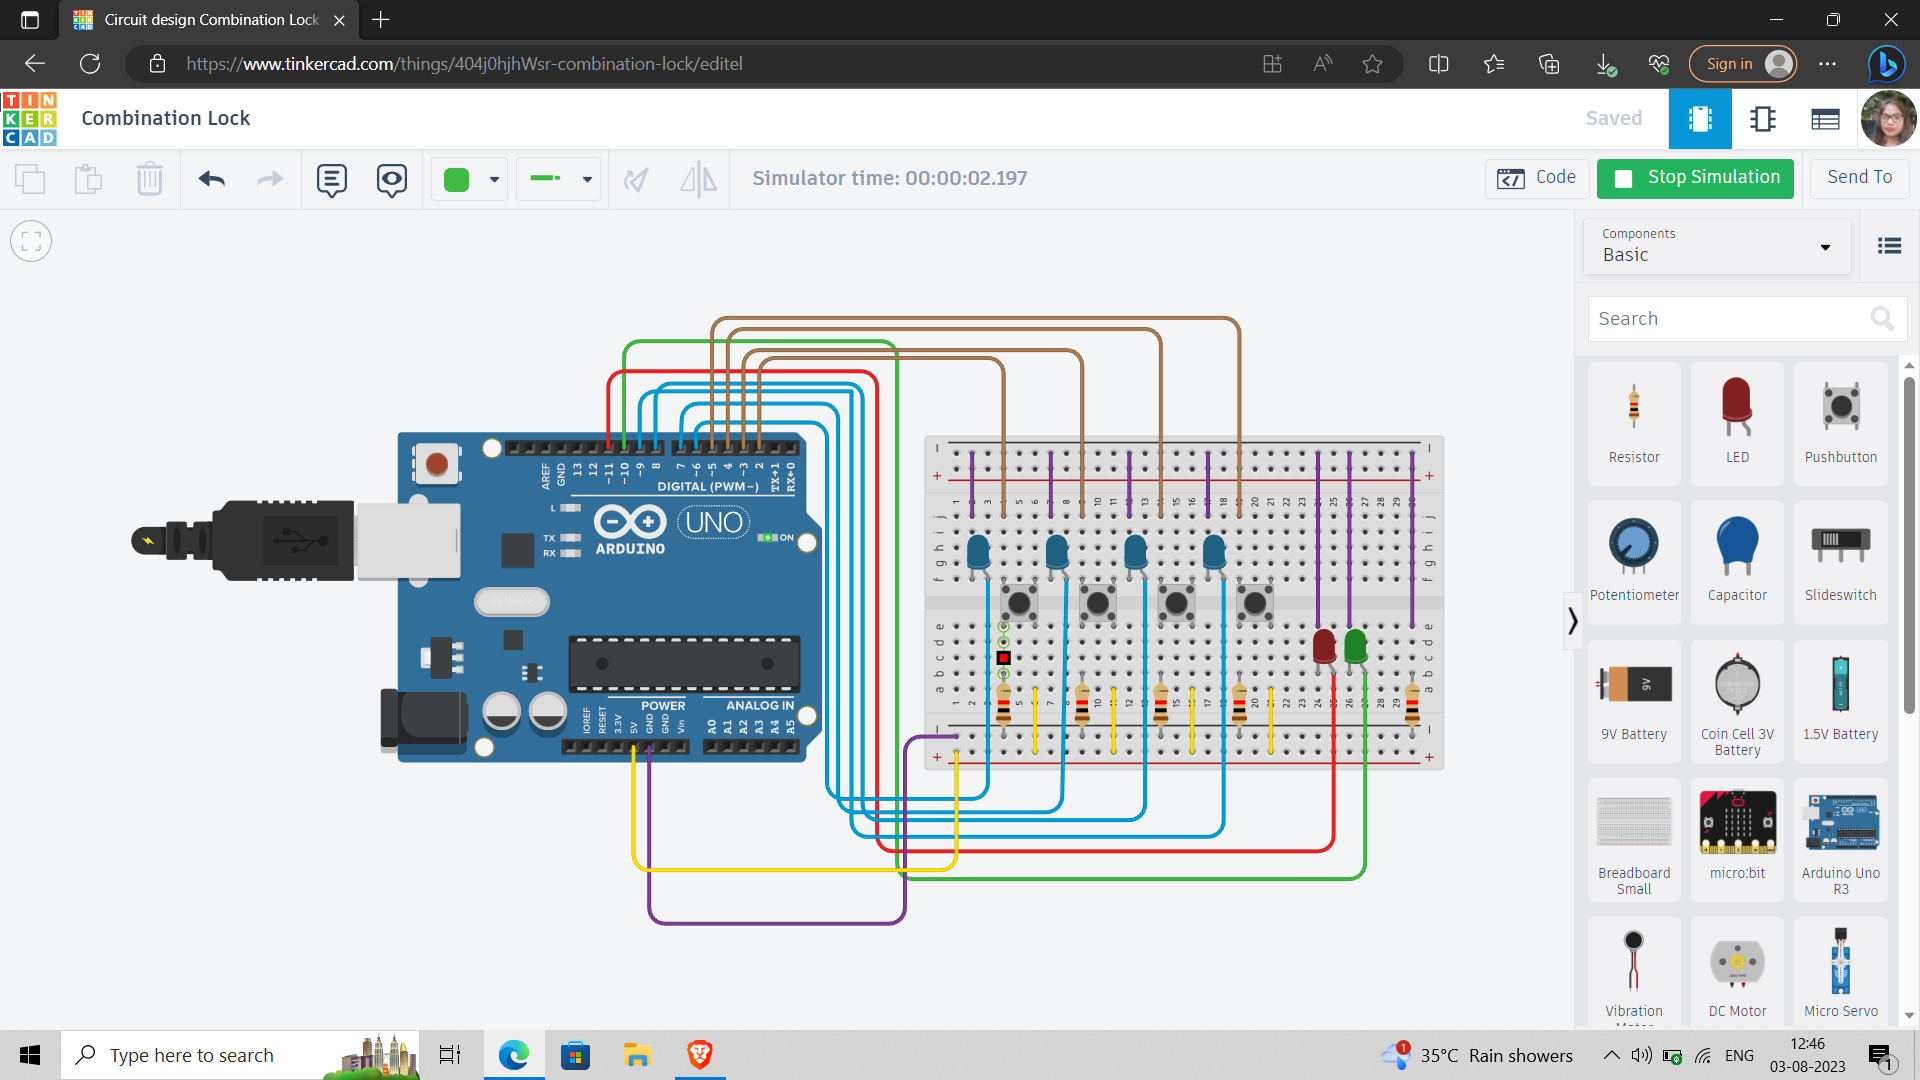 Circuit design Combination Lock
https://www.tinkercad.com/things/404j0hjhWsr-combination-lock/editel
Sign in
TIN
KER
CAD
Combination Lock
Saved
Simulator time: 00:00:02.197
Code
Stop Simulation
Send To
Components
Basic
Search
Resistor
LED
Pushbutton
Potentiometer
Capacitor
Slideswitch
9V
9V Battery
Coin Cell 3V
Battery
1.5V Battery
Breadboard
Small
micro:bit
Arduino Uno
R3
Vibration
DC Motor
Micro Servo
AREF
GND
13
12
~11
~10
~9
8
7
~6
~5
4
~3
2
TX→1
RX←0
DIGITAL (PWM~)
L
TX
RX
UNO
ARDUINO
ON
IOREF
RESET
3.3V
5V
GND
GND
Vin
POWER
ANALOG IN
A0
A1
A2
A3
A4
A5
Type here to search
1
35°C Rain showers
ENG
12:46
03-08-2023
1